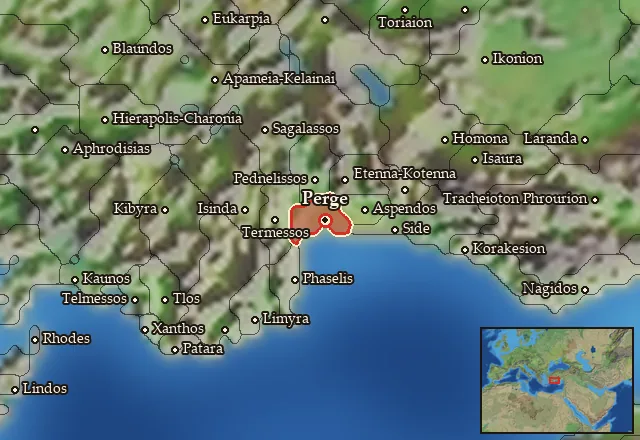 Eukarpia
Toriaion
Blaundos
Ikonion
Apameia-Kelainai
Hierapolis-Charonia
Sagalassos
Homona
Laranda
Aphrodisias
Isaura
Pednelissos
Etenna-Kotenna
Perge
Tracheioton Phrourion
Kibyra
Isinda
Aspendos
Termessos
Side
Korakesion
Kaunos
Phaselis
Nagidos
Telmessos
Tlos
Limyra
Xanthos
Rhodes
Patara
Lindos